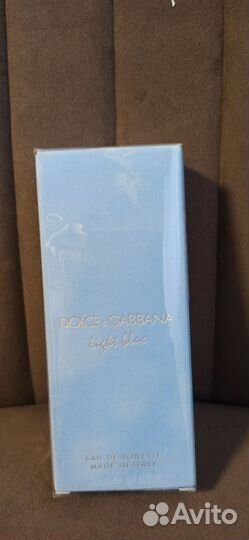 DOLCE & GABBANA
light blue
EAU DE TOILETTE
MADE IN ITALY
Avito